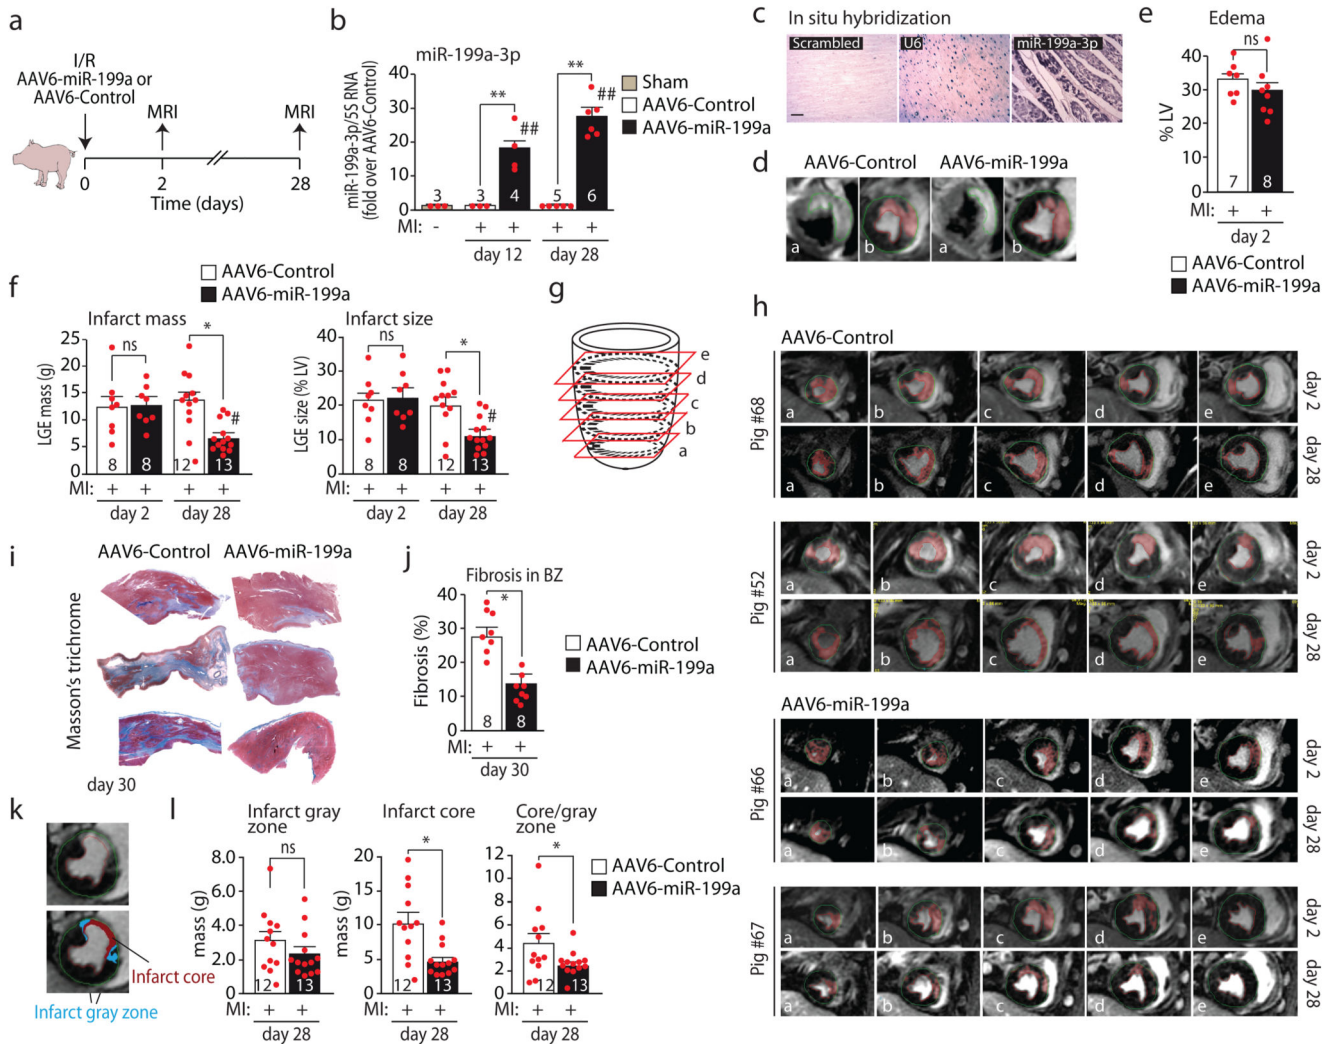 a
I/R
AAV6-miR-199a or
AAV6-Control
MRI
MRI
0
2
28
Time (days)
b
miR-199a-3p
miR-199a-3p/5S RNA
(fold over AAV6-Control)
40
30
20
10
0
**
##
**
##
3
3
4
5
6
MI: - + + + +
day 12
day 28
Sham
AAV6-Control
AAV6-miR-199a
c
In situ hybridization
Scrambled
U6
miR-199a-3p
d
AAV6-Control
AAV6-miR-199a
a
b
a
b
e
Edema
% LV
40
30
20
10
0
ns
7
8
MI: + +
day 2
AAV6-Control
AAV6-miR-199a
f
AAV6-Control
AAV6-miR-199a
Infarct mass
LGE mass (g)
25
20
15
10
5
0
ns
*
#
8
8
12
13
MI: + + + +
day 2
day 28
Infarct size
LGE size (% LV)
40
30
20
10
0
ns
*
#
8
8
12
13
MI: + + + +
day 2
day 28
g
e
d
c
b
a
h
AAV6-Control
Pig #68
a b c d e
day 2
a b c d e
day 28
Pig #52
a b c d e
day 2
a b c d e
day 28
AAV6-miR-199a
Pig #66
a b c d e
day 2
a b c d e
day 28
Pig #67
a b c d e
day 2
a b c d e
day 28
i
AAV6-Control
AAV6-miR-199a
Masson's trichrome
day 30
j
Fibrosis in BZ
Fibrosis (%)
40
30
20
10
0
*
8
8
MI: + +
day 30
AAV6-Control
AAV6-miR-199a
k
Infarct core
Infarct gray zone
l
Infarct gray
zone
mass (g)
8.0
6.0
4.0
2.0
0
ns
12
13
MI: + +
day 28
Infarct core
mass (g)
20
15
10
5
0
*
12
13
MI: + +
day 28
Core/gray
zone
mass (g)
12
10
8
6
4
2
0
*
12
13
MI: + +
day 28
AAV6-Control
AAV6-miR-199a